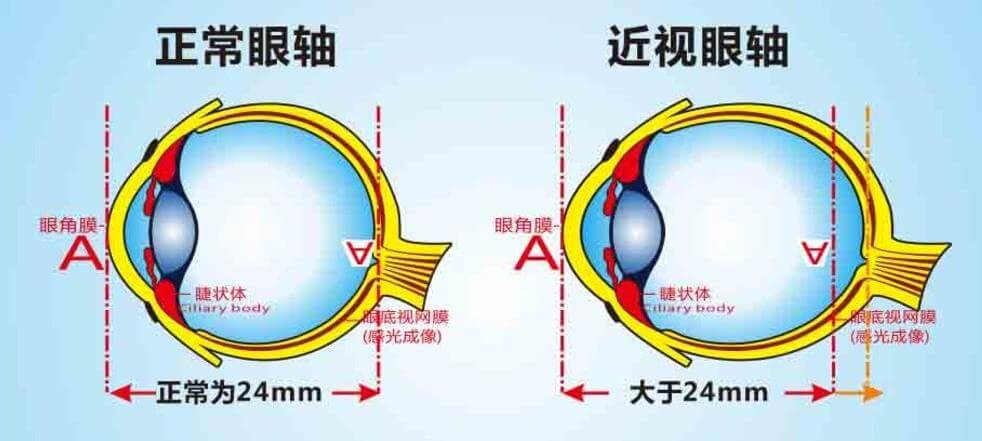 正常眼轴
近视眼轴
眼角膜
A
A
睫状体
Ciliary body
眼底视网膜
(感光成像)
正常为24mm
眼角膜
A
A
睫状体
Ciliary body
眼底视网膜
(感光成像)
大于24mm